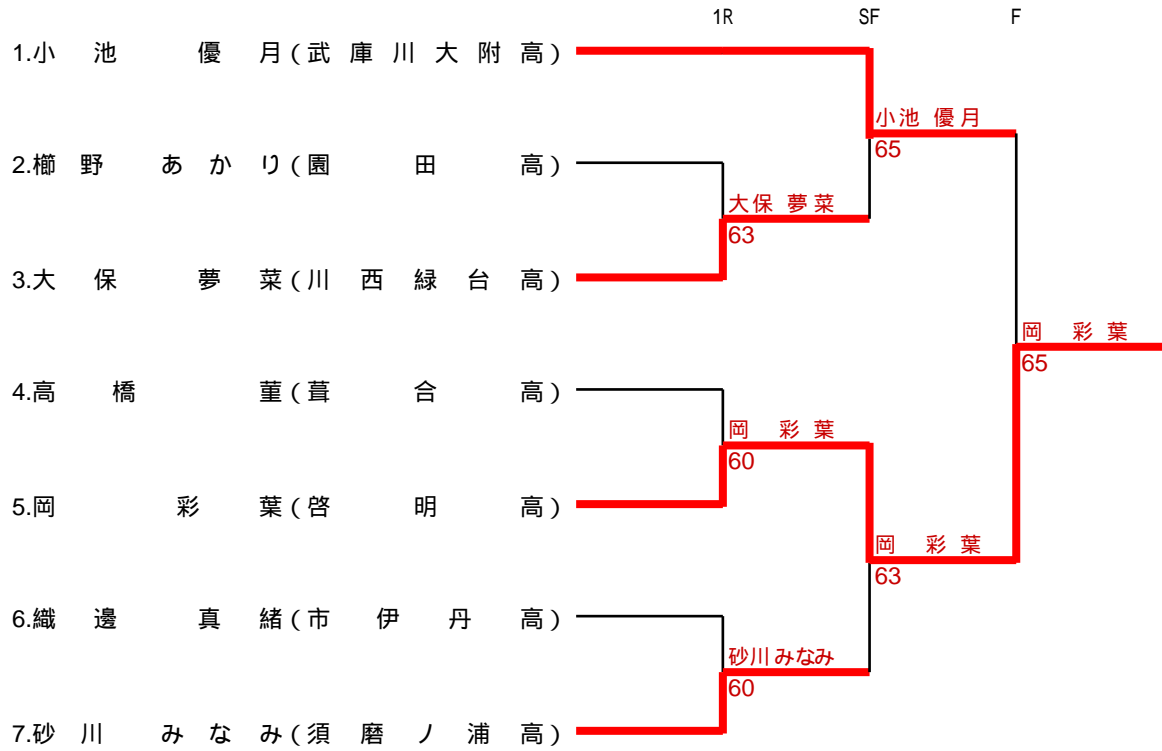 1R SF F
1.小池 優月(武庫川大附高)
小池 優月
65
2.櫛野 あかり(園田高)
大保 夢菜
63
3.大保 夢菜(川西緑台高)
岡 彩葉
65
4.高橋 菫(葺合高)
岡 彩葉
60
5.岡 彩葉(啓明高)
岡 彩葉
63
6.織邊 真緒(市伊丹高)
砂川 みなみ
60
7.砂川 みなみ(須磨ノ浦高)